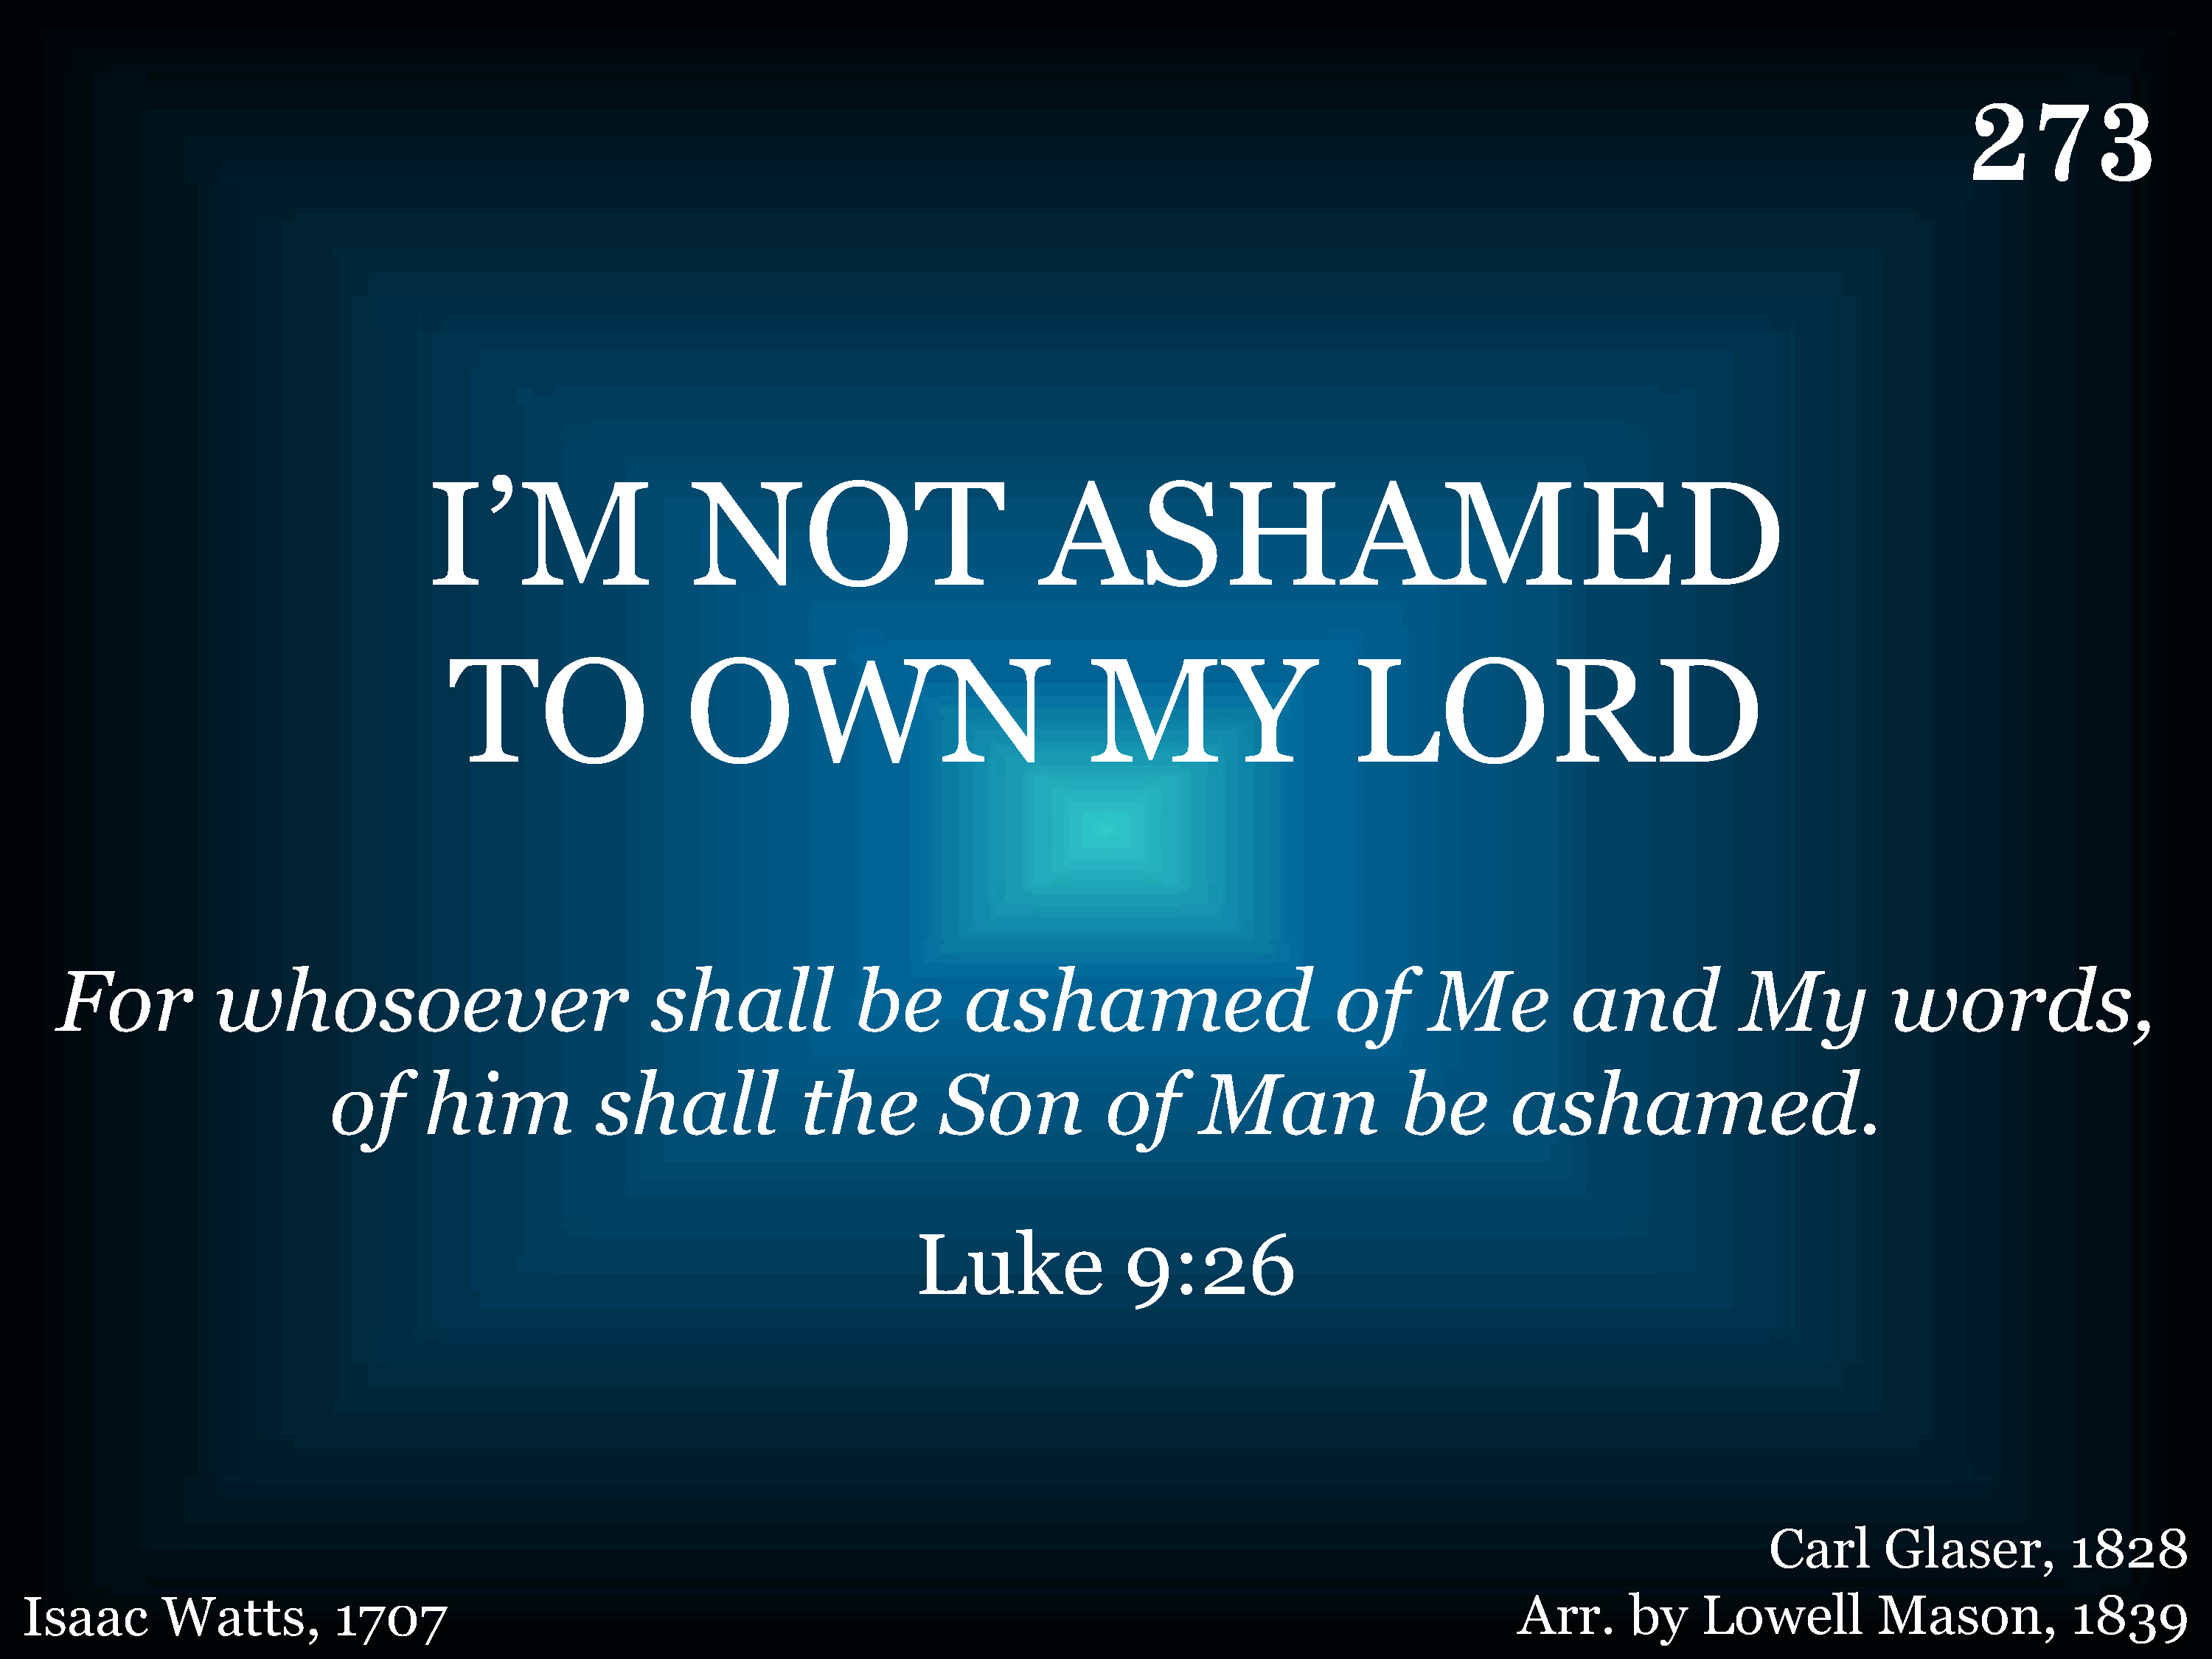 273
I’M NOT ASHAMED
TO OWN MY LORD
For whosoever shall be ashamed of Me and My words,
of him shall the Son of Man be ashamed.
Luke 9:26
Carl Glaser, 1828
Isaac Watts, 1707
Arr. by Lowell Mason, 1839